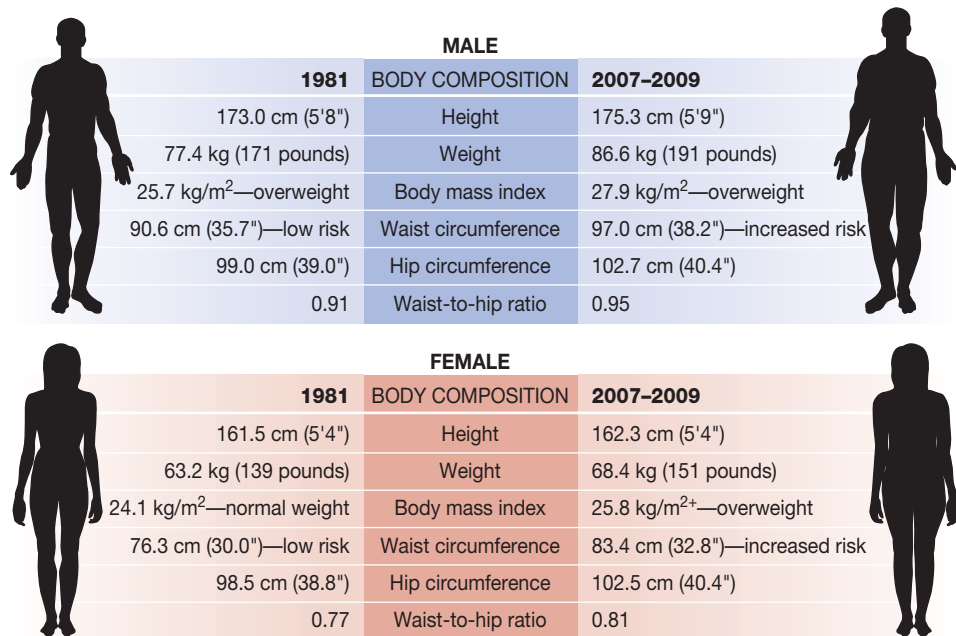 MALE
1981 BODY COMPOSITION 2007–2009
173.0 cm (5'8") Height 175.3 cm (5'9")
77.4 kg (171 pounds) Weight 86.6 kg (191 pounds)
25.7 kg/m²—overweight Body mass index 27.9 kg/m²—overweight
90.6 cm (35.7")—low risk Waist circumference 97.0 cm (38.2")—increased risk
99.0 cm (39.0") Hip circumference 102.7 cm (40.4")
0.91 Waist-to-hip ratio 0.95
FEMALE
1981 BODY COMPOSITION 2007–2009
161.5 cm (5'4") Height 162.3 cm (5'4")
63.2 kg (139 pounds) Weight 68.4 kg (151 pounds)
24.1 kg/m²—normal weight Body mass index 25.8 kg/m²⁺—overweight
76.3 cm (30.0")—low risk Waist circumference 83.4 cm (32.8")—increased risk
98.5 cm (38.8") Hip circumference 102.5 cm (40.4")
0.77 Waist-to-hip ratio 0.81